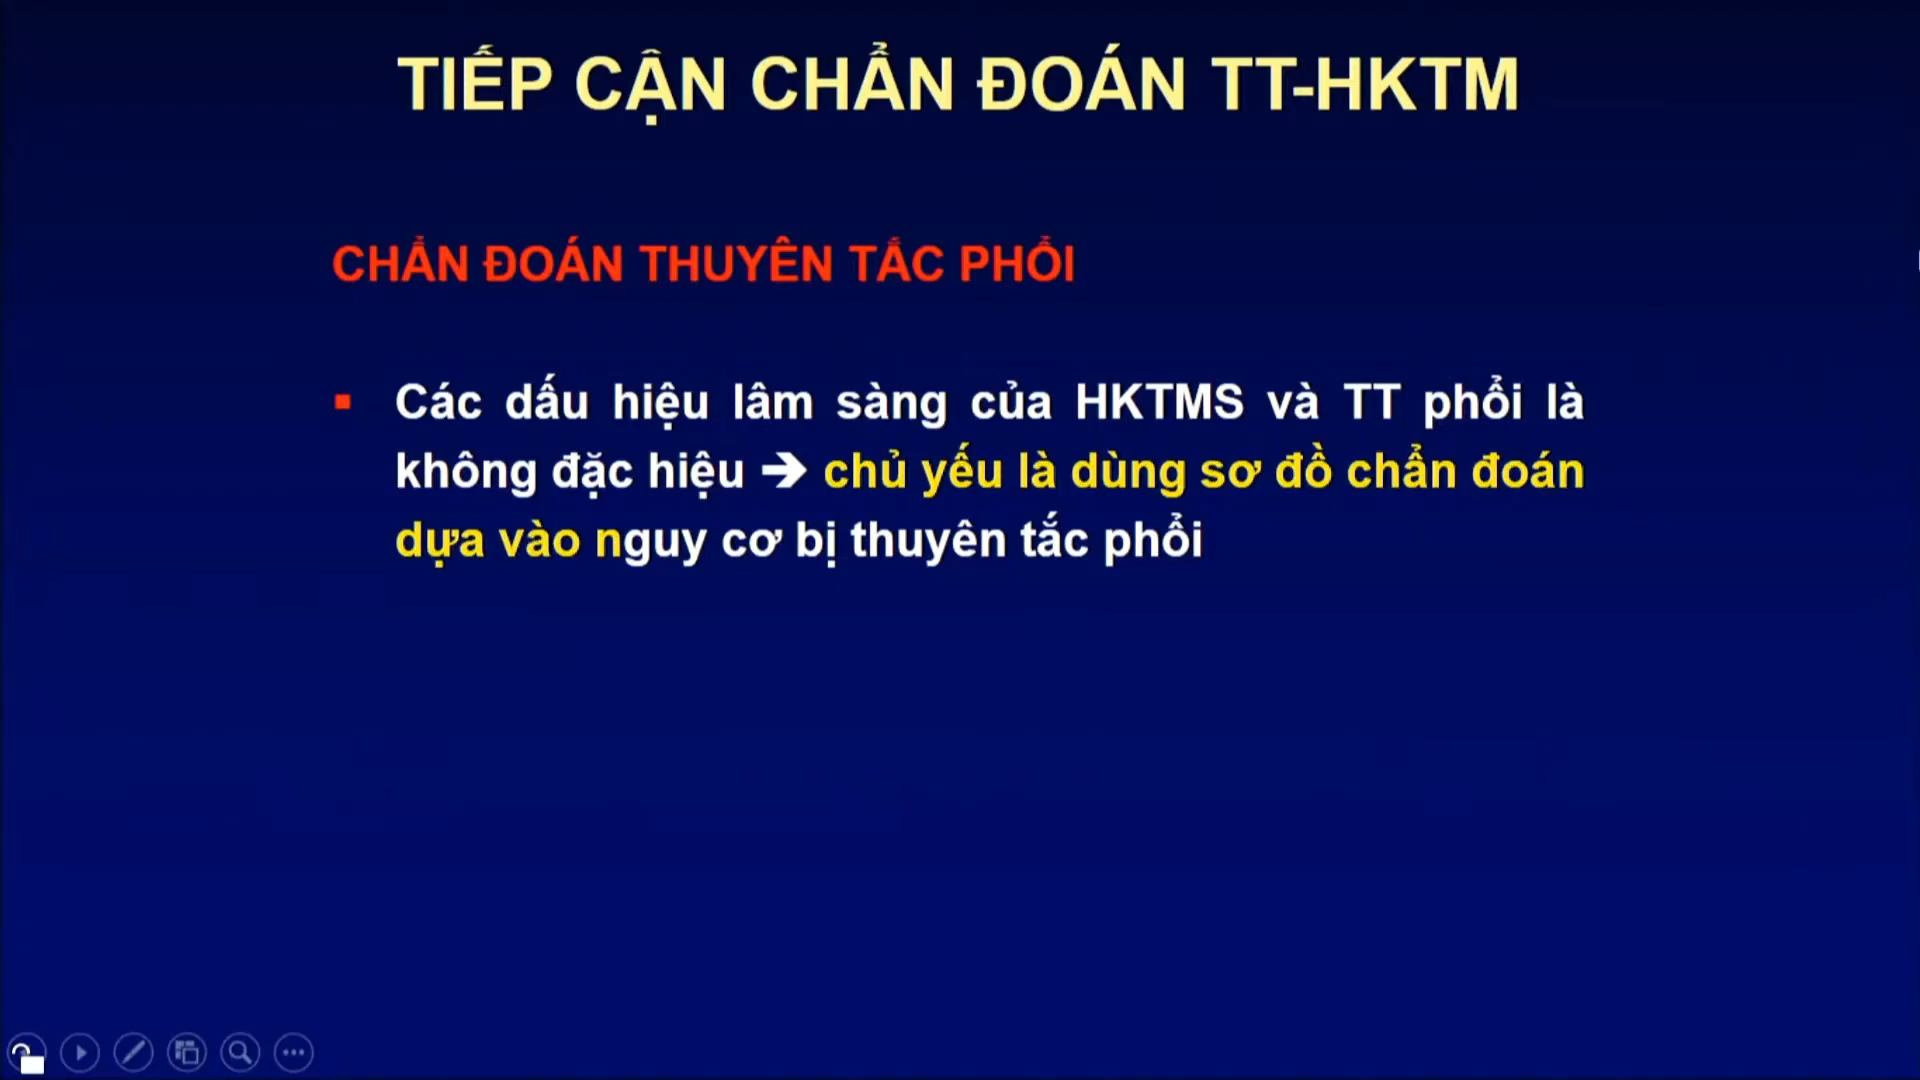 TIẾP CẬN CHẨN ĐOÁN TT-HKTM
CHẨN ĐOÁN THUYÊN TẮC PHỔI
▪ Các dấu hiệu lâm sàng của HKTMS và TT phổi là
không đặc hiệu ➔ chủ yếu là dùng sơ đồ chẩn đoán
dựa vào nguy cơ bị thuyên tắc phổi